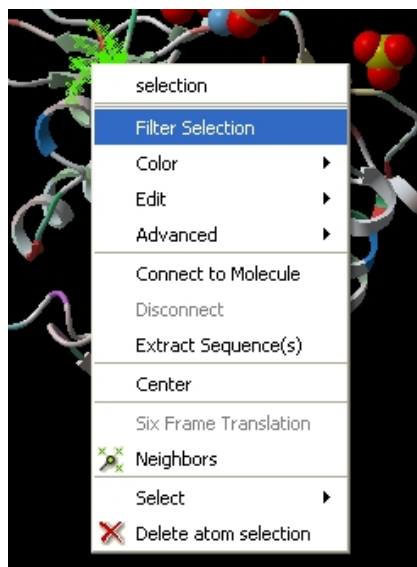 selection
Filter Selection
Color
Edit
Advanced
Connect to Molecule
Disconnect
Extract Sequence(s)
Center
Six Frame Translation
Neighbors
Select
Delete atom selection